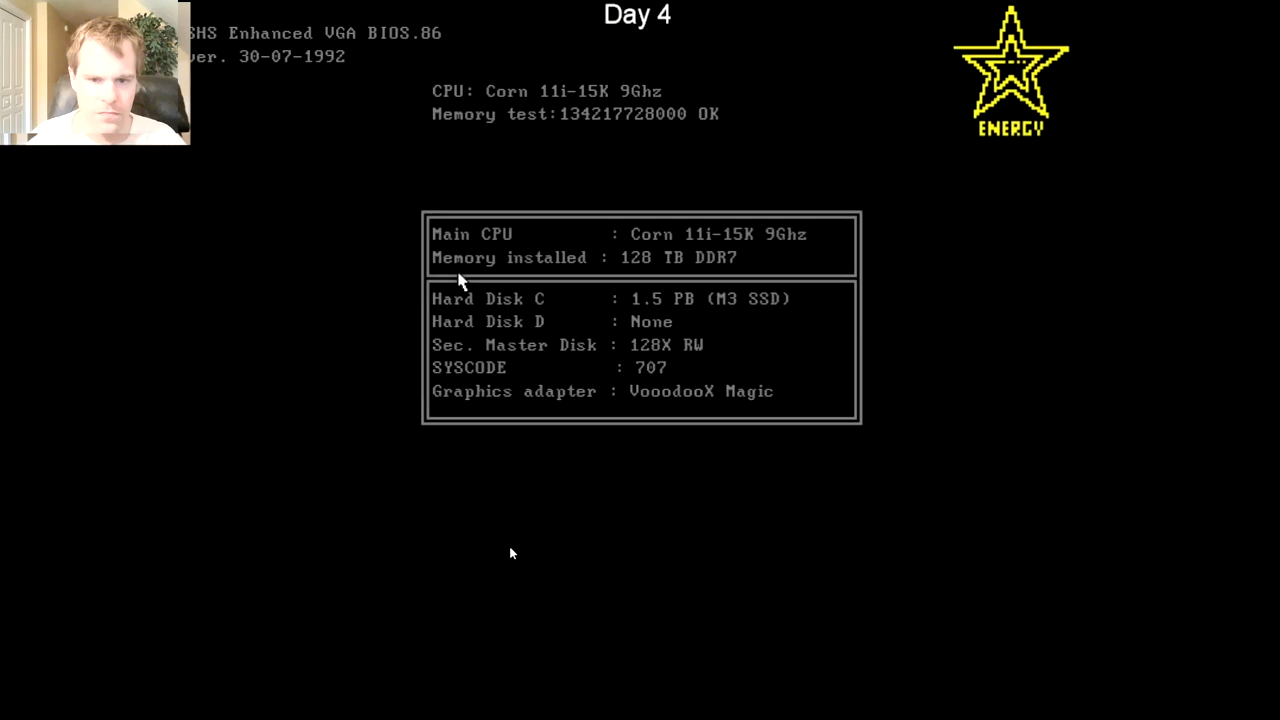 Day 4
SHS Enhanced VGA BIOS.86
ver. 30-07-1992
ENERGY
CPU: Corn 11i-15K 9Ghz
Memory test:134217728000 OK
Main CPU : Corn 11i-15K 9Ghz
Memory installed : 128 TB DDR7
Hard Disk C : 1.5 PB (M3 SSD)
Hard Disk D : None
Sec. Master Disk : 128X RW
SYSCODE : 707
Graphics adapter : VooodooX Magic